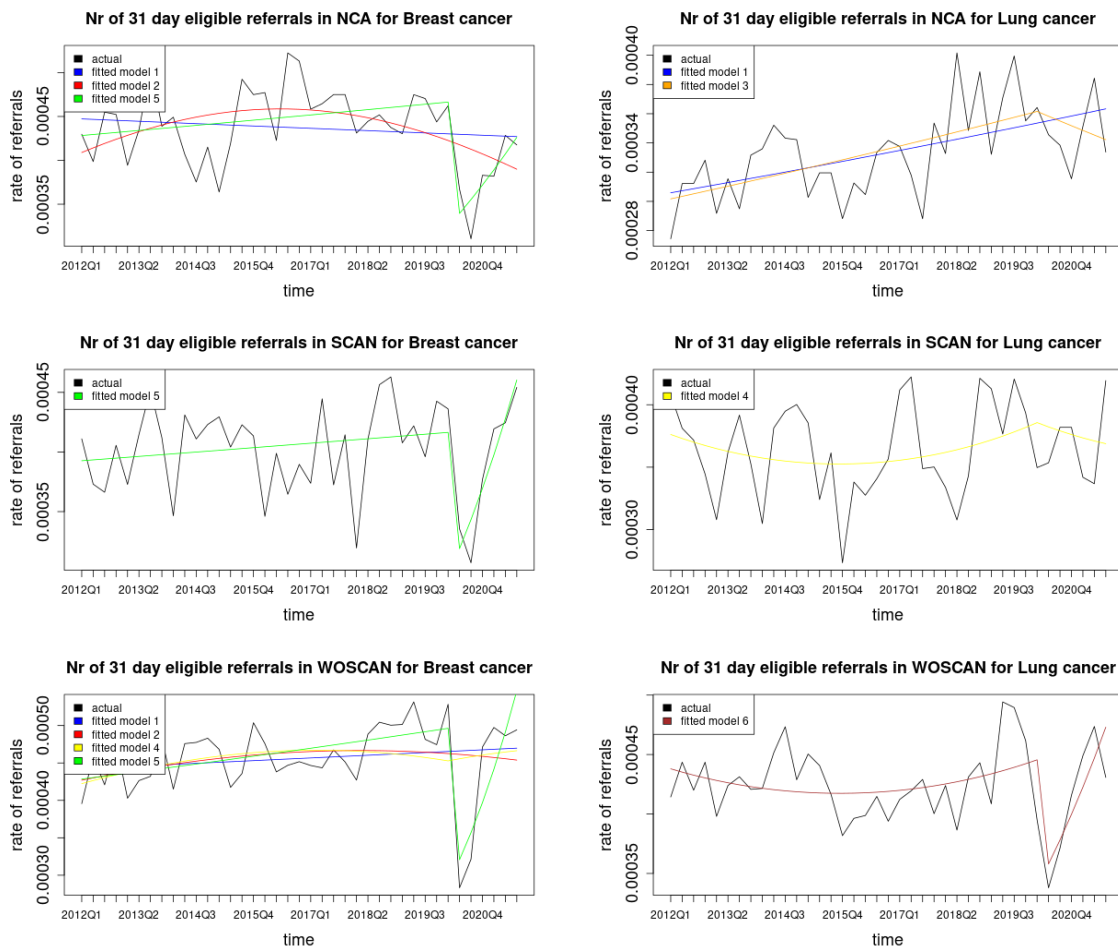 Nr of 31 day eligible referrals in NCA for Breast cancer
actual
fitted model 1
fitted model 2
fitted model 5
rate of referrals
0.00045
0.00035
2012Q1 2013Q2 2014Q3 2015Q4 2017Q1 2018Q2 2019Q3 2020Q4
time
Nr of 31 day eligible referrals in NCA for Lung cancer
actual
fitted model 1
fitted model 3
rate of referrals
0.00040
0.00034
0.00028
2012Q1 2013Q2 2014Q3 2015Q4 2017Q1 2018Q2 2019Q3 2020Q4
time
Nr of 31 day eligible referrals in SCAN for Breast cancer
actual
fitted model 5
rate of referrals
0.00045
0.00035
2012Q1 2013Q2 2014Q3 2015Q4 2017Q1 2018Q2 2019Q3 2020Q4
time
Nr of 31 day eligible referrals in SCAN for Lung cancer
actual
fitted model 4
rate of referrals
0.00040
0.00030
2012Q1 2013Q2 2014Q3 2015Q4 2017Q1 2018Q2 2019Q3 2020Q4
time
Nr of 31 day eligible referrals in WOSCAN for Breast cancer
actual
fitted model 1
fitted model 2
fitted model 4
fitted model 5
rate of referrals
0.00050
0.00040
0.00030
2012Q1 2013Q2 2014Q3 2015Q4 2017Q1 2018Q2 2019Q3 2020Q4
time
Nr of 31 day eligible referrals in WOSCAN for Lung cancer
actual
fitted model 6
rate of referrals
0.00045
0.00035
2012Q1 2013Q2 2014Q3 2015Q4 2017Q1 2018Q2 2019Q3 2020Q4
time